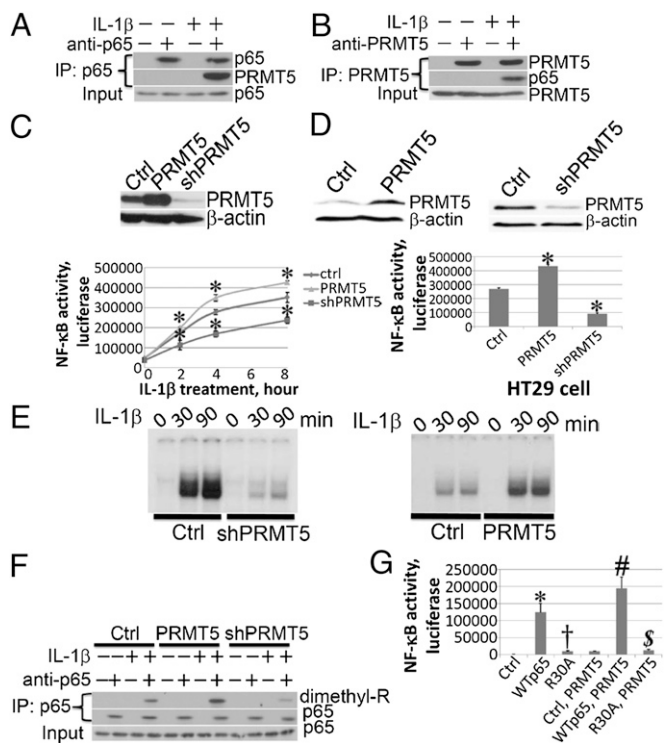 A
IL-1β – – + +
anti-p65 – + – +
IP: p65
p65
PRMT5
Input
p65
B
IL-1β – – + +
anti-PRMT5 – + – +
IP: PRMT5
PRMT5
p65
Input
PRMT5
C
Ctrl
PRMT5
shPRMT5
PRMT5
β-actin
NF-κB activity,
luciferase
500000
400000
300000
200000
100000
0
* * * * * *
ctrl
PRMT5
shPRMT5
0 2 4 6 8
IL-1β treatment, hour
D
Ctrl
PRMT5
PRMT5
β-actin
Ctrl
shPRMT5
PRMT5
β-actin
NF-κB activity,
luciferase
500000
400000
300000
200000
100000
0
* *
Ctrl
PRMT5
shPRMT5
HT29 cell
E
IL-1β 0 30 90 0 30 90 min
Ctrl shPRMT5
IL-1β 0 30 90 0 30 90 min
Ctrl PRMT5
F
Ctrl PRMT5 shPRMT5
IL-1β – – + + – – + + – – + +
anti-p65 – + – + – + – + – + – +
IP: p65
dimethyl-R
p65
Input
p65
G
NF-κB activity,
luciferase
250000
200000
150000
100000
50000
0
* † # $
Ctrl
WTp65
R30A
Ctrl, PRMT5
WTp65, PRMT5
R30A, PRMT5